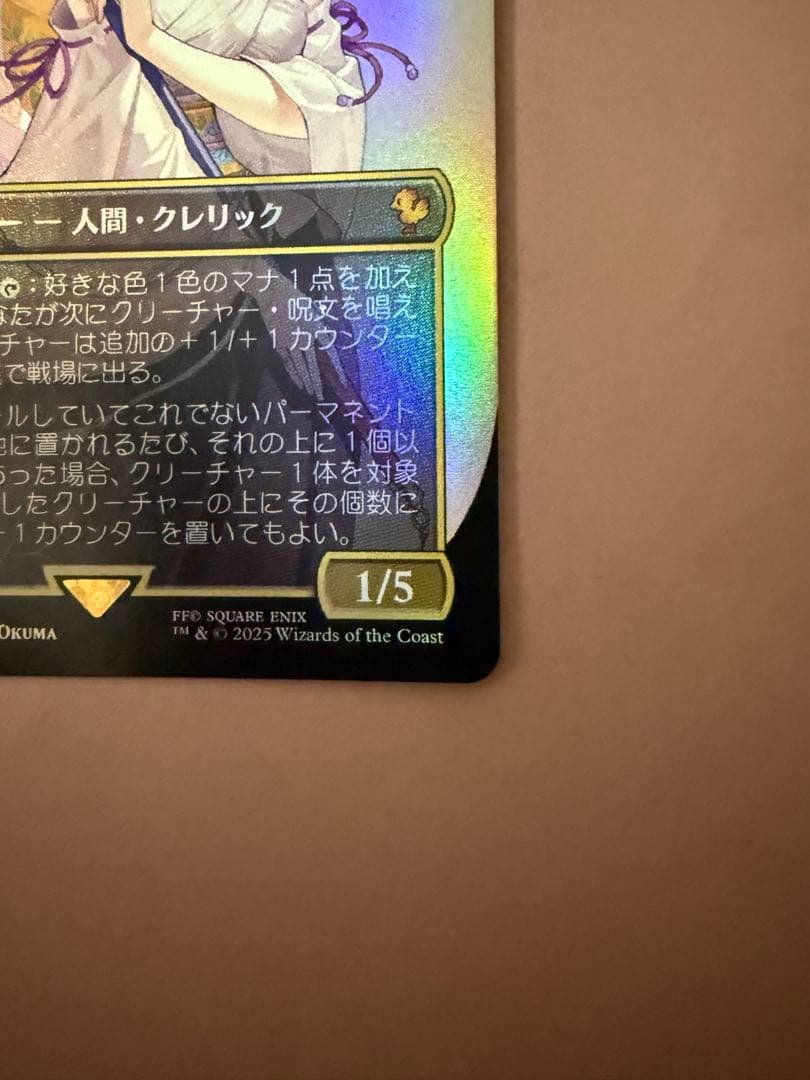 ー — 人間・クレリック
：好きな色１色のマナ１点を加え
なたが次にクリーチャー・呪文を唱え
チャーは追加の＋１/＋１カウンター
で戦場に出る。
ールしていてこれでないパーマネント
地に置かれるたび、それの上に１個以
あった場合、クリーチャー１体を対象
したクリーチャーの上にその個数に
＋１カウンターを置いてもよい。
1/5
FF© SQUARE ENIX
OKUMA ™ & © 2025 Wizards of the Coast